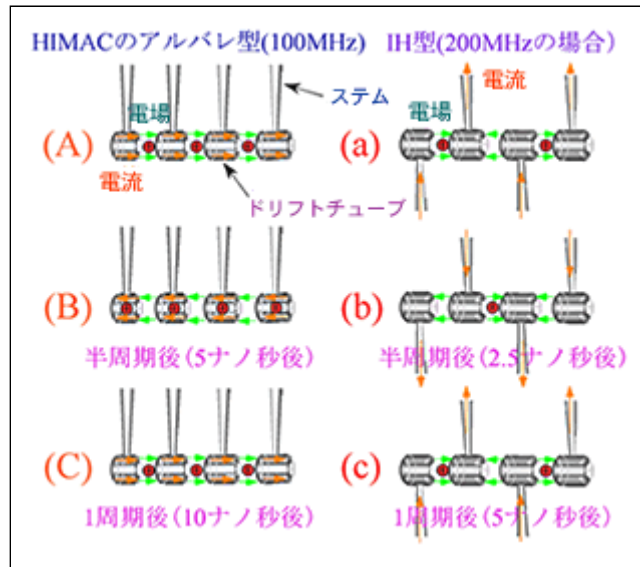 HIMACのアルバレ型(100MHz)
IH型(200MHzの場合)
電場
ステム
電流
電場
(A)
(a)
電流
ドリフトチューブ
(B)
(b)
半周期後(5ナノ秒後)
半周期後(2.5ナノ秒後)
(C)
(c)
1周期後(10ナノ秒後)
1周期後(5ナノ秒後)